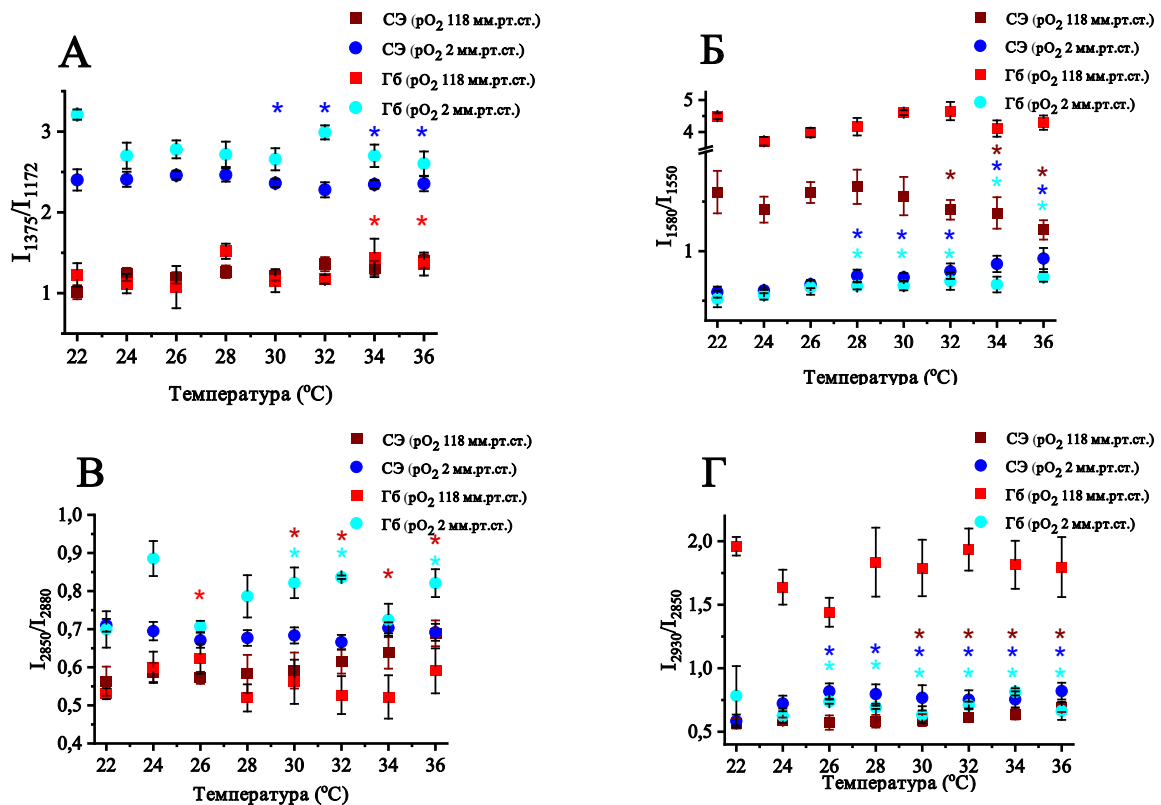 А
СЭ (pO2 118 мм.рт.ст.)
СЭ (pO2 2 мм.рт.ст.)
Гб (pO2 118 мм.рт.ст.)
Гб (pO2 2 мм.рт.ст.)
I1375/I1172
3
2
1
22 24 26 28 30 32 34 36
Температура (ºC)
Б
СЭ (pO2 118 мм.рт.ст.)
СЭ (pO2 2 мм.рт.ст.)
Гб (pO2 118 мм.рт.ст.)
Гб (pO2 2 мм.рт.ст.)
I1580/I1550
5
4
1
22 24 26 28 30 32 34 36
Температура (ºC)
В
СЭ (pO2 118 мм.рт.ст.)
СЭ (pO2 2 мм.рт.ст.)
Гб (pO2 118 мм.рт.ст.)
Гб (pO2 2 мм.рт.ст.)
I2850/I2880
1,0
0,9
0,8
0,7
0,6
0,5
0,4
22 24 26 28 30 32 34 36
Температура (ºC)
Г
СЭ (pO2 118 мм.рт.ст.)
СЭ (pO2 2 мм.рт.ст.)
Гб (pO2 118 мм.рт.ст.)
Гб (pO2 2 мм.рт.ст.)
I2930/I2850
2,0
1,5
1,0
0,5
22 24 26 28 30 32 34 36
Температура (ºC)